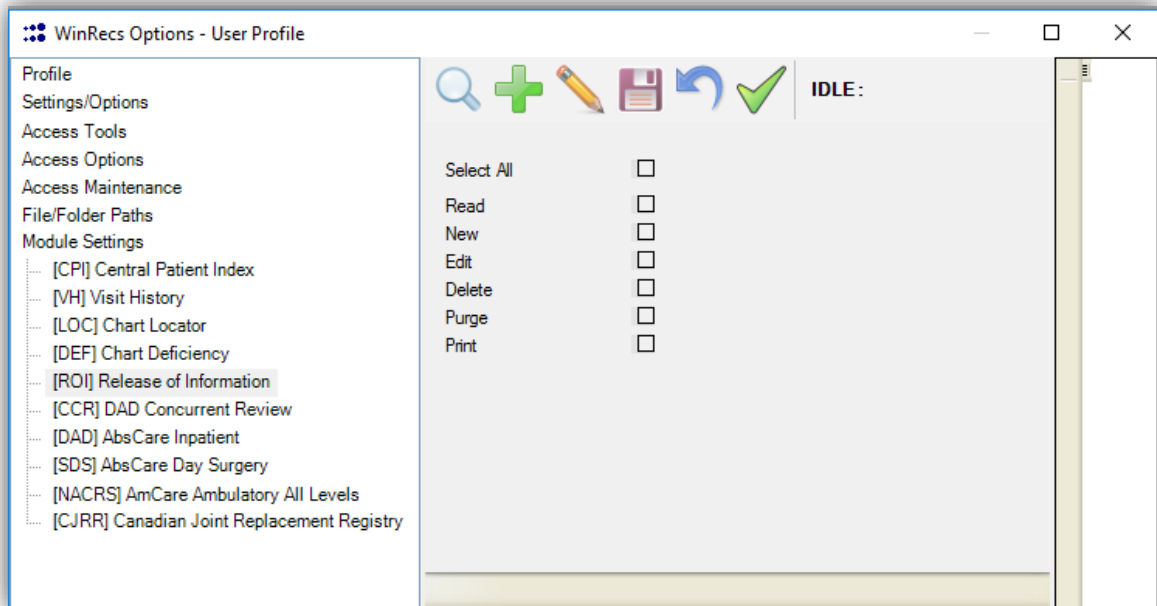 WinRecs Options - User Profile
Profile
Settings/Options
Access Tools
Access Options
Access Maintenance
File/Folder Paths
Module Settings
[CPI] Central Patient Index
[VH] Visit History
[LOC] Chart Locator
[DEF] Chart Deficiency
[ROI] Release of Information
[CCR] DAD Concurrent Review
[DAD] AbsCare Inpatient
[SDS] AbsCare Day Surgery
[NACRS] AmCare Ambulatory All Levels
[CJRR] Canadian Joint Replacement Registry
IDLE:
Select All
Read
New
Edit
Delete
Purge
Print